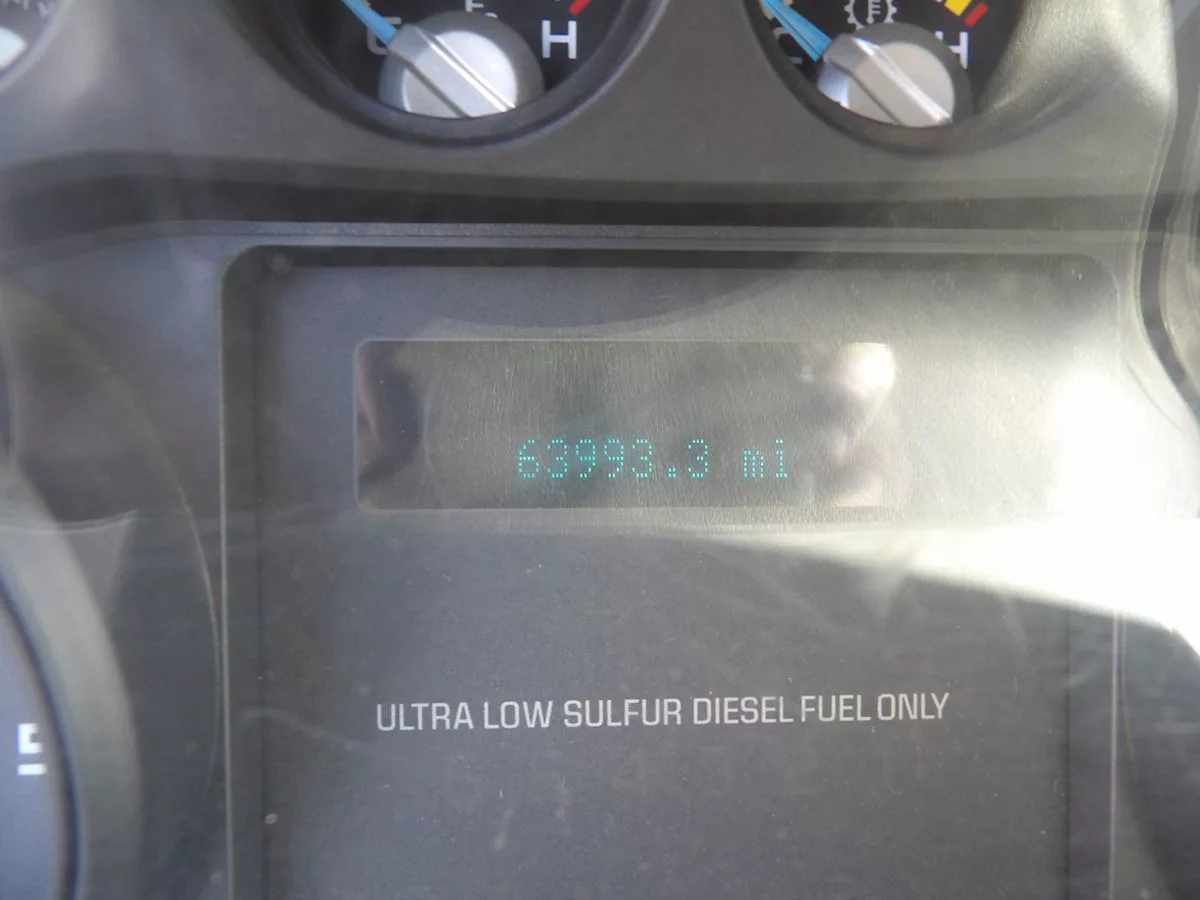 H
H
63993.3 mi
ULTRA LOW SULFUR DIESEL FUEL ONLY